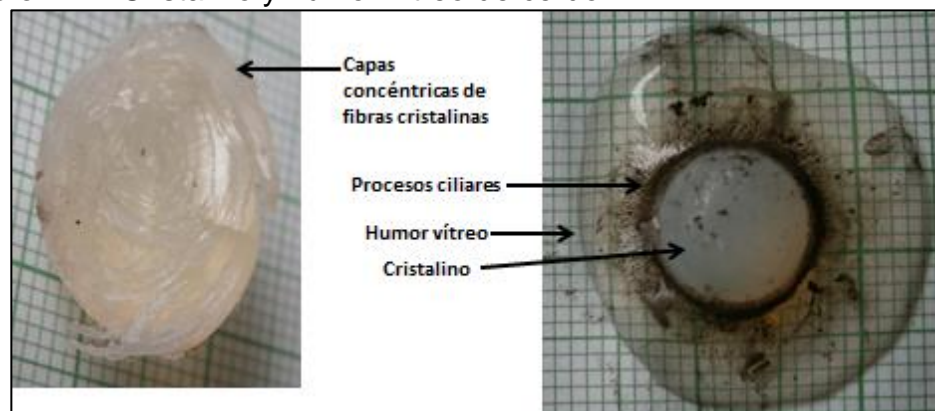 Capas
concéntricas de
fibras cristalinas
Procesos ciliares
Humor vítreo
Cristalino